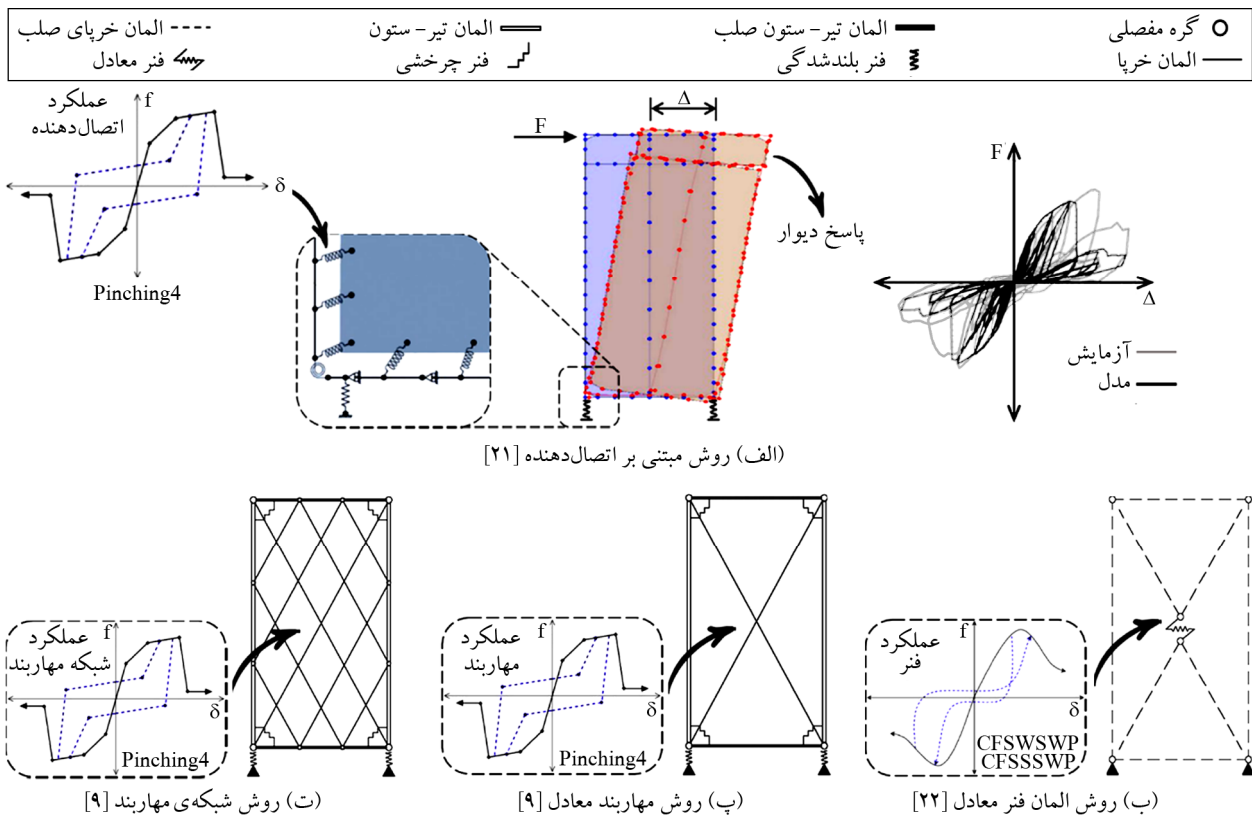 گره مفصلی
المان تیر- ستون صلب
المان تیر- ستون
المان خرپای صلب
المان خرپا
فنر بلندشدگی
فنر چرخشی
فنر معادل
عملکرد
اتصال‌دهنده
f
δ
Pinching4
F
Δ
پاسخ دیوار
F
Δ
آزمایش
مدل
(الف) روش مبتنی بر اتصال‌دهنده [۲۱]
عملکرد
فنر
f
δ
CFSWSWP
CFSSSWP
(ب) روش المان فنر معادل [۲۲]
عملکرد
مهاربند
f
δ
Pinching4
(پ) روش مهاربند معادل [۹]
عملکرد
شبکه مهاربند
f
δ
Pinching4
(ت) روش شبکه‌ی مهاربند [۹]